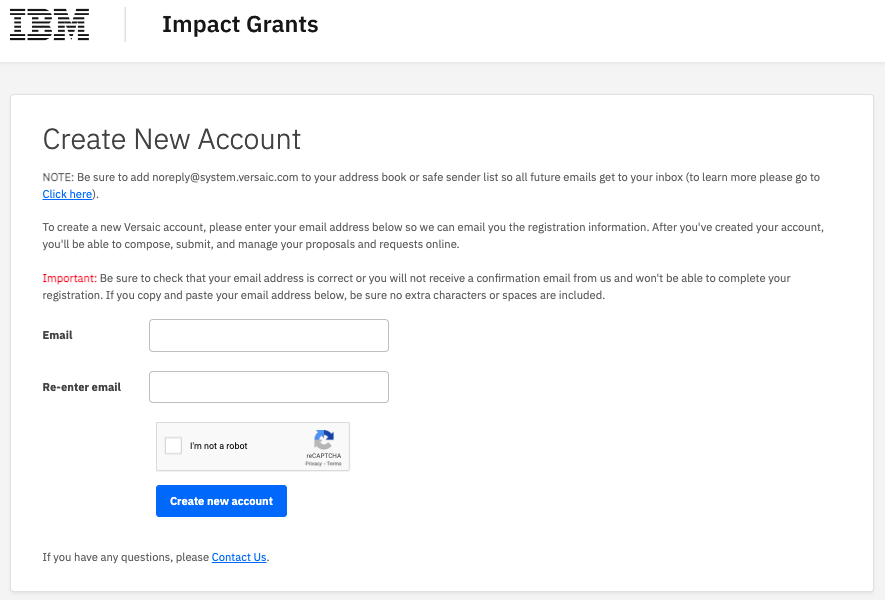 IBM Impact Grants
Create New Account
NOTE: Be sure to add noreply@system.versaic.com to your address book or safe sender list so all future emails get to your inbox (to learn more please go to
Click here).
To create a new Versaic account, please enter your email address below so we can email you the registration information. After you've created your account,
you'll be able to compose, submit, and manage your proposals and requests online.
Important: Be sure to check that your email address is correct or you will not receive a confirmation email from us and won't be able to complete your
registration. If you copy and paste your email address below, be sure no extra characters or spaces are included.
Email
Re-enter email
I'm not a robot
reCAPTCHA
Privacy - Terms
Create new account
If you have any questions, please Contact Us.